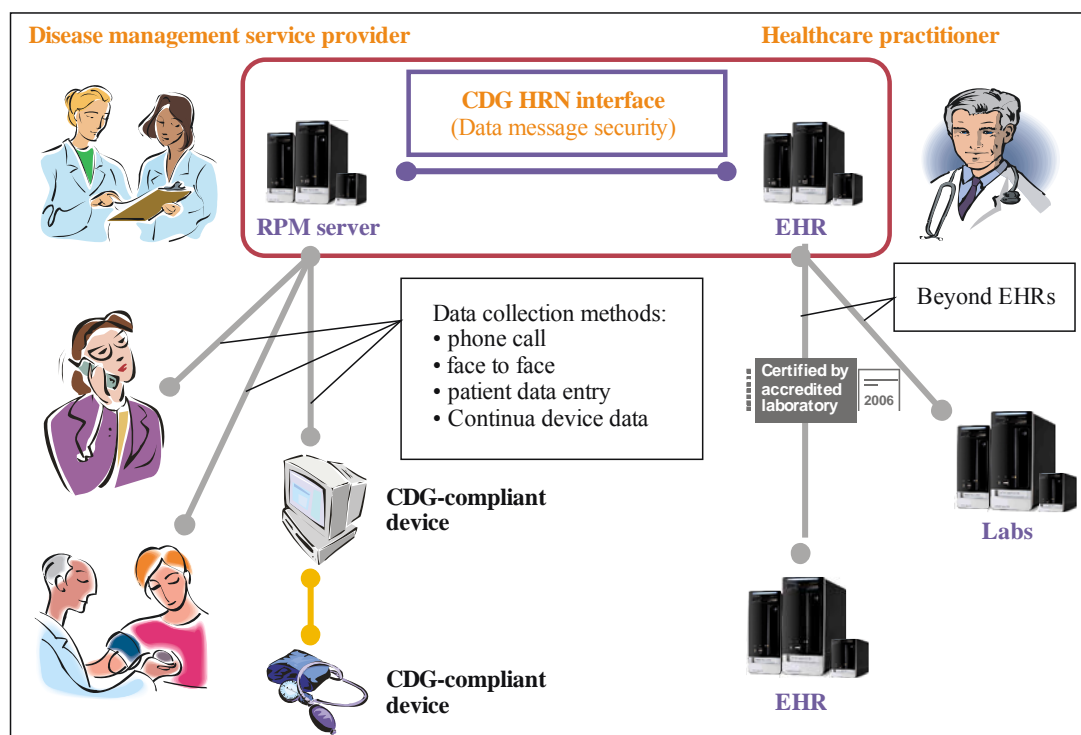 Disease management service provider
Healthcare practitioner
CDG HRN interface
(Data message security)
RPM server
EHR
Data collection methods:
• phone call
• face to face
• patient data entry
• Continua device data
Beyond EHRs
Certified by
accredited
laboratory
2006
CDG-compliant
device
Labs
CDG-compliant
device
EHR